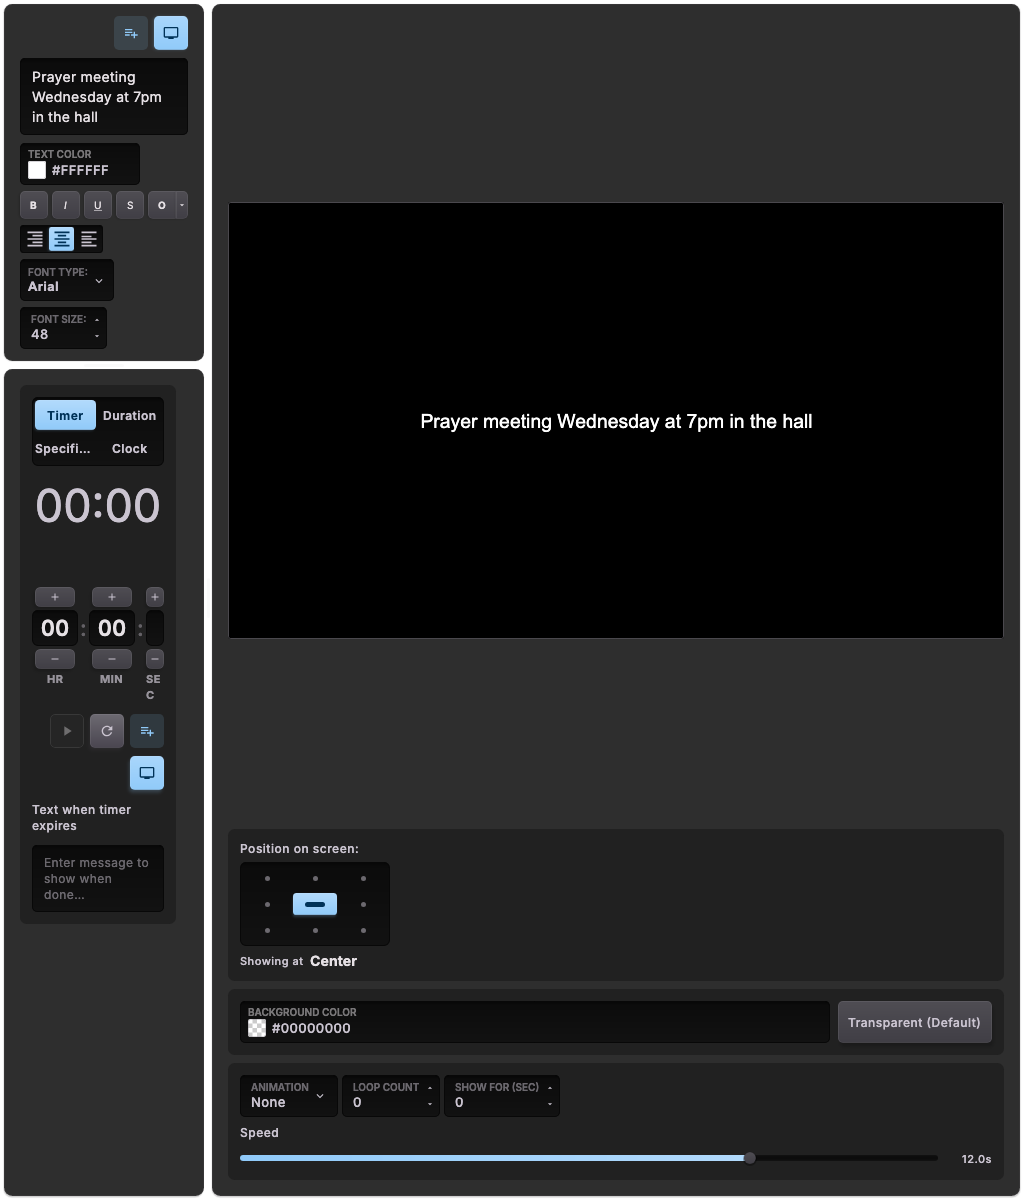 Prayer meeting
Wednesday at 7pm
in the hall
TEXT COLOR
#FFFFFF
B I U S O
FONT TYPE:
Arial
FONT SIZE:
48
Timer Duration
Specifi... Clock
00:00
+ + +
00 : 00 :
− − −
HR MIN SE
C
Text when timer
expires
Enter message to
show when
done...
Prayer meeting Wednesday at 7pm in the hall
Position on screen:
Showing at Center
BACKGROUND COLOR
#00000000
Transparent (Default)
ANIMATION
None
LOOP COUNT
0
SHOW FOR (SEC)
0
Speed
12.0s